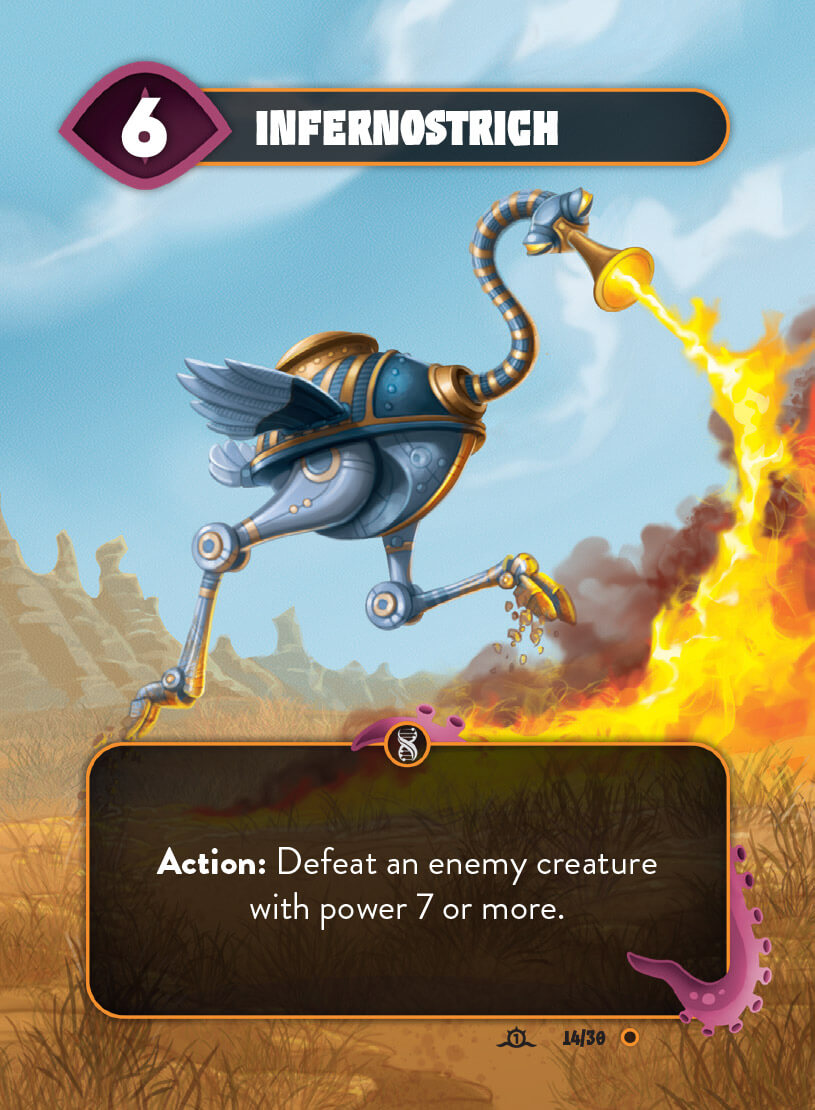 6
INFERNOSTRICH
Action: Defeat an enemy creature
with power 7 or more.
1 14/30